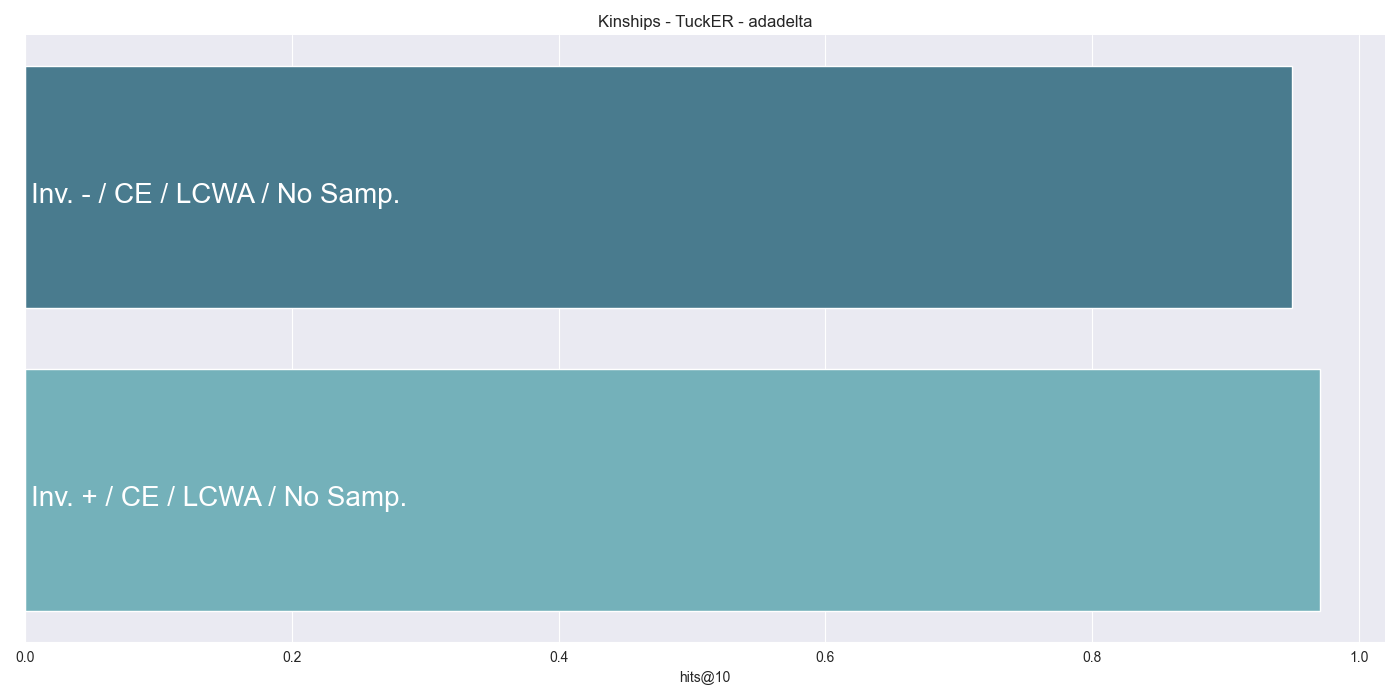 Kinships - TuckER - adadelta
Inv. - / CE / LCWA / No Samp.
Inv. + / CE / LCWA / No Samp.
0.0 0.2 0.4 0.6 0.8 1.0
hits@10